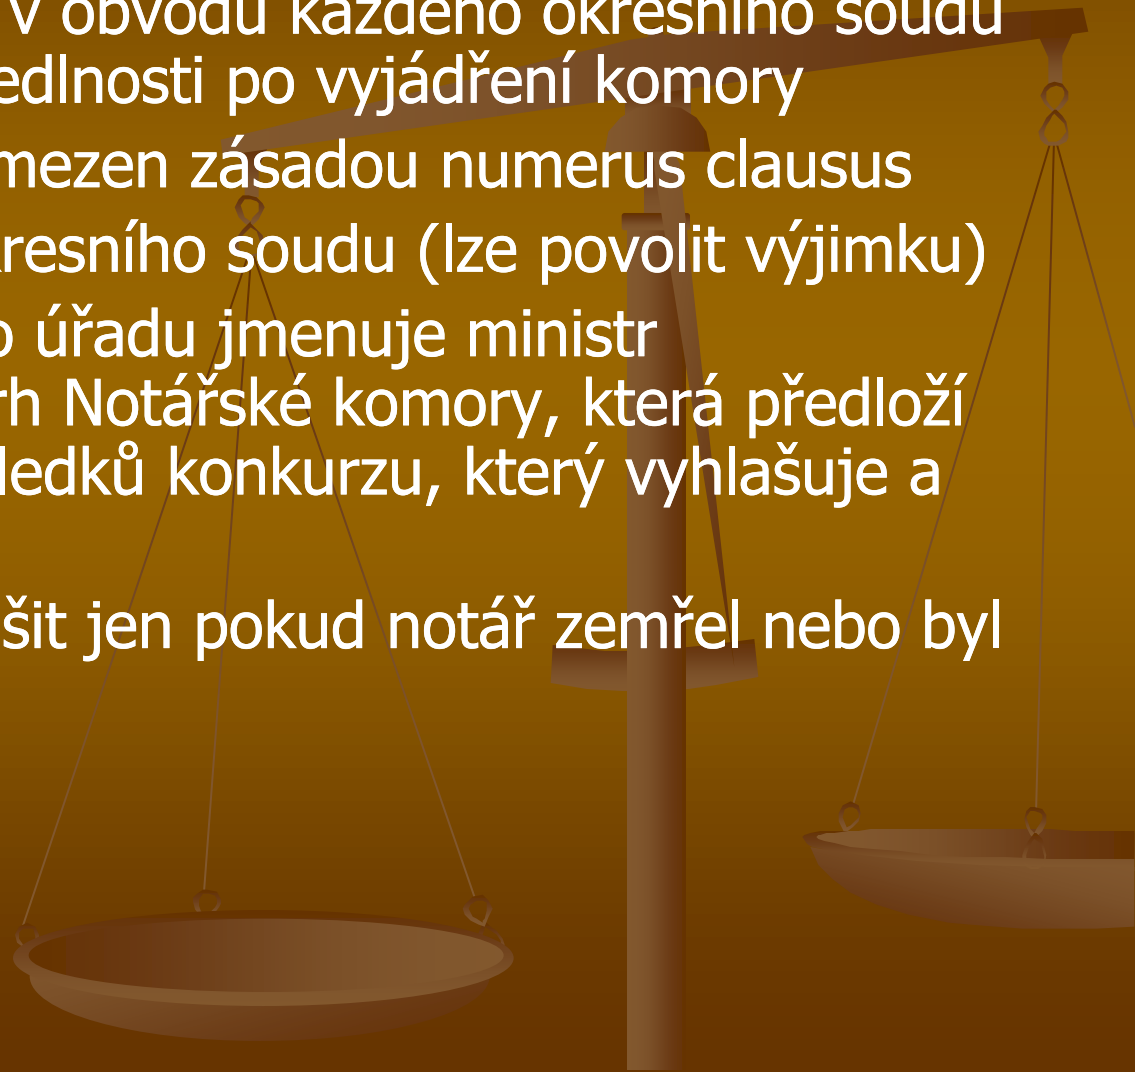 v obvodu každého okresního soudu
edlnosti po vyjádření komory
mezen zásadou numerus clausus
resního soudu (lze povolit výjimku)
o úřadu jmenuje ministr
rh Notářské komory, která předloží
ledků konkurzu, který vyhlašuje a
šit jen pokud notář zemřel nebo byl